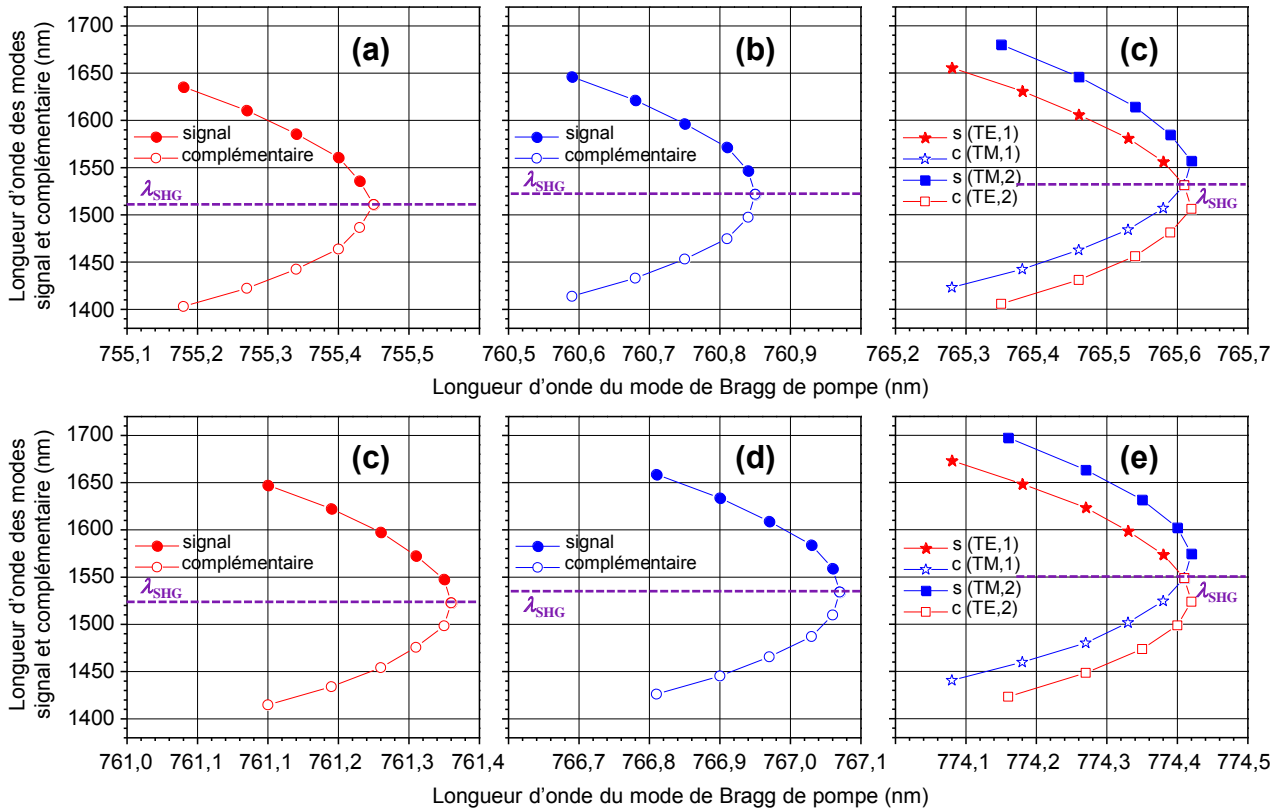 Longueur d'onde des modes
signal et complémentaire (nm)
1700
1650
1600
1550
1500
1450
1400
(a)
signal
complémentaire
λSHG
755,1 755,2 755,3 755,4 755,5
(b)
signal
complémentaire
λSHG
760,5 760,6 760,7 760,8 760,9
(c)
s (TE,1)
c (TM,1)
s (TM,2)
c (TE,2)
λSHG
765,2 765,4 765,5 765,6 765,7
Longueur d'onde du mode de Bragg de pompe (nm)
Longueur d'onde des modes
signal et complémentaire (nm)
1700
1650
1600
1550
1500
1450
1400
(c)
signal
complémentaire
λSHG
761,0 761,1 761,2 761,3 761,4
(d)
signal
complémentaire
λSHG
766,7 766,8 766,9 767,0 767,1
(e)
s (TE,1)
c (TM,1)
s (TM,2)
c (TE,2)
λSHG
774,1 774,2 774,3 774,4 774,5
Longueur d'onde du mode de Bragg de pompe (nm)